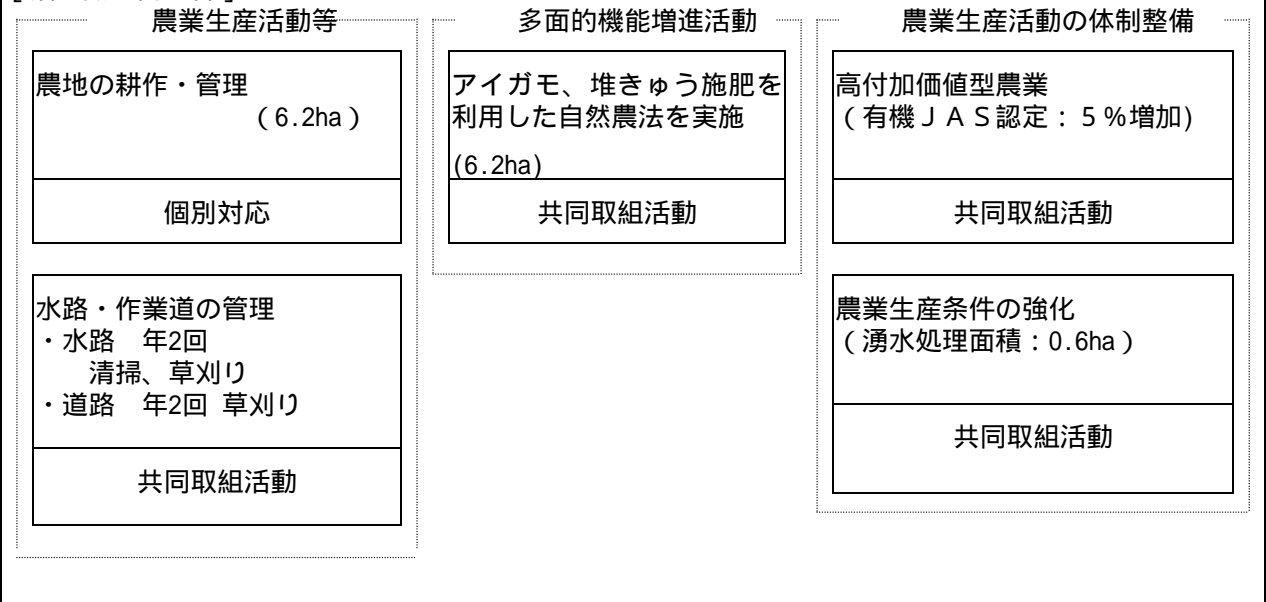 農業生産活動等
農地の耕作・管理
（6.2ha）
個別対応
水路・作業道の管理
・水路　年2回
清掃、草刈り
・道路　年2回 草刈り
共同取組活動
多面的機能増進活動
アイガモ、堆きゅう施肥を
利用した自然農法を実施
(6.2ha)
共同取組活動
農業生産活動の体制整備
高付加価値型農業
（有機ＪＡＳ認定：５％増加)
共同取組活動
農業生産条件の強化
（湧水処理面積：0.6ha）
共同取組活動